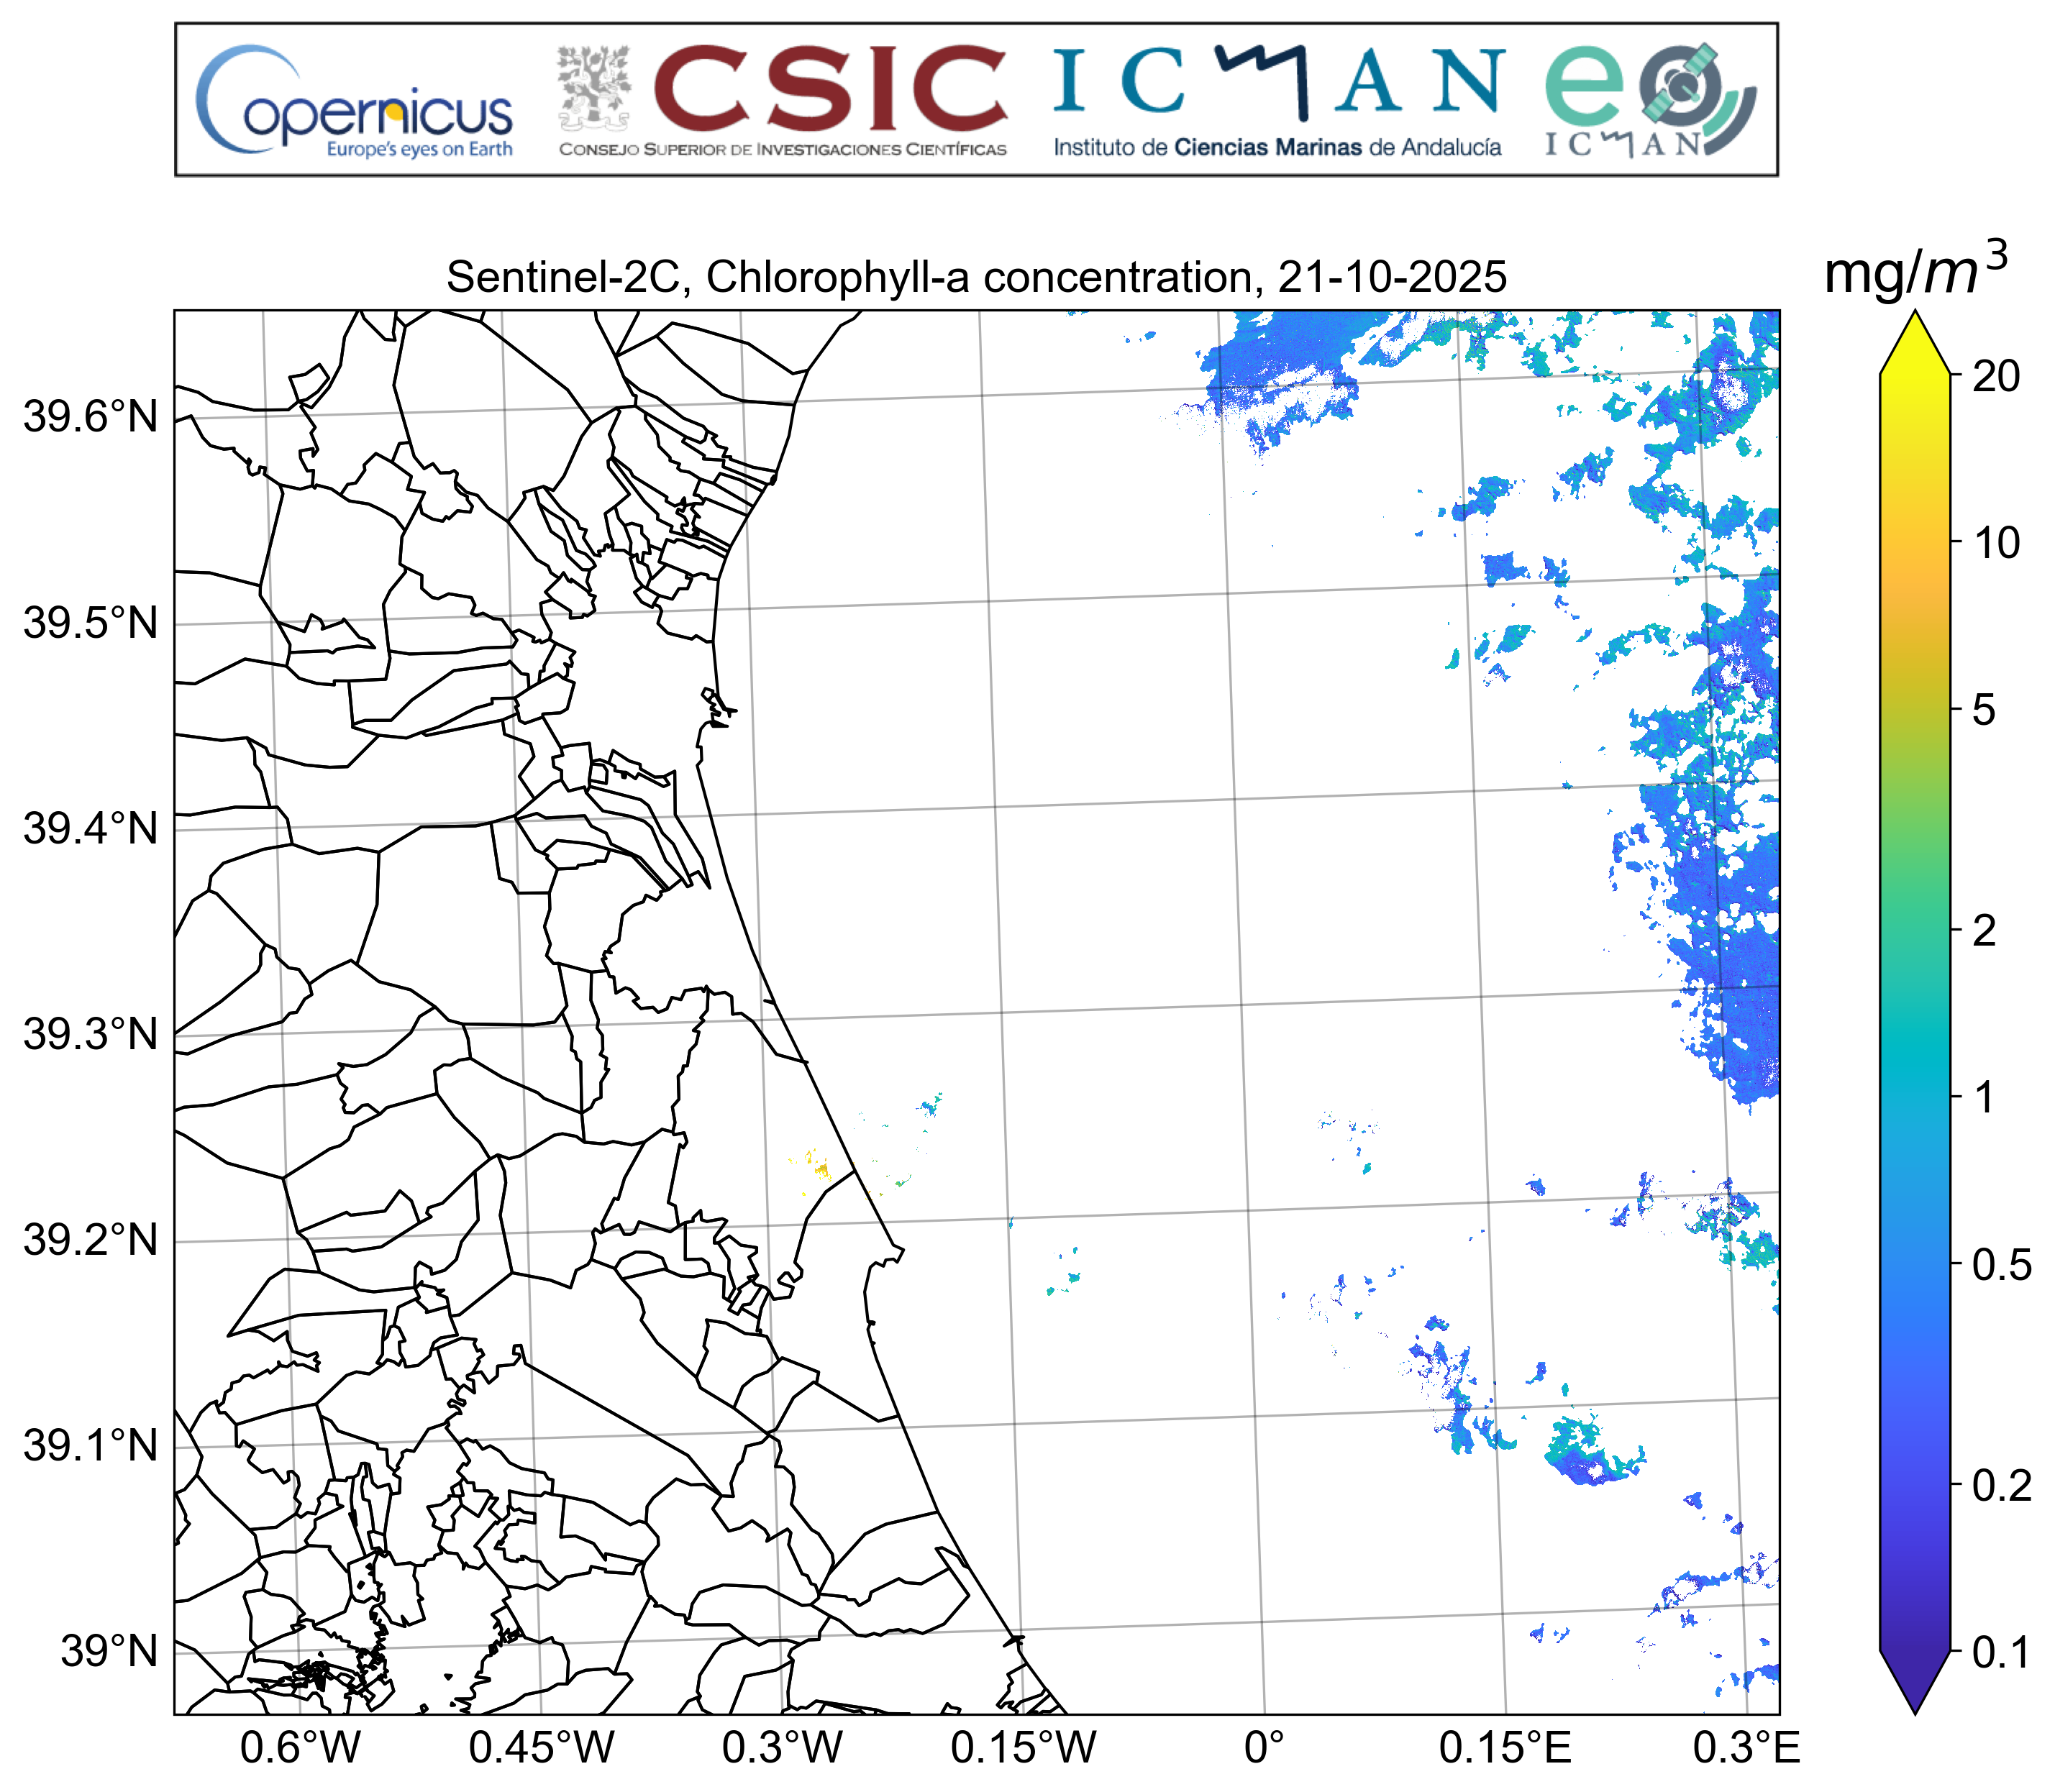 opernicus
Europe's eyes on Earth
CSIC
CONSEJO SUPERIOR DE INVESTIGACIONES CIENTÍFICAS
ICMAN
Instituto de Ciencias Marinas de Andalucía
eo
ICMAN
Sentinel-2C, Chlorophyll-a concentration, 21-10-2025
mg/m³
39.6°N
39.5°N
39.4°N
39.3°N
39.2°N
39.1°N
39°N
0.6°W 0.45°W 0.3°W 0.15°W 0° 0.15°E 0.3°E
20
10
5
2
1
0.5
0.2
0.1